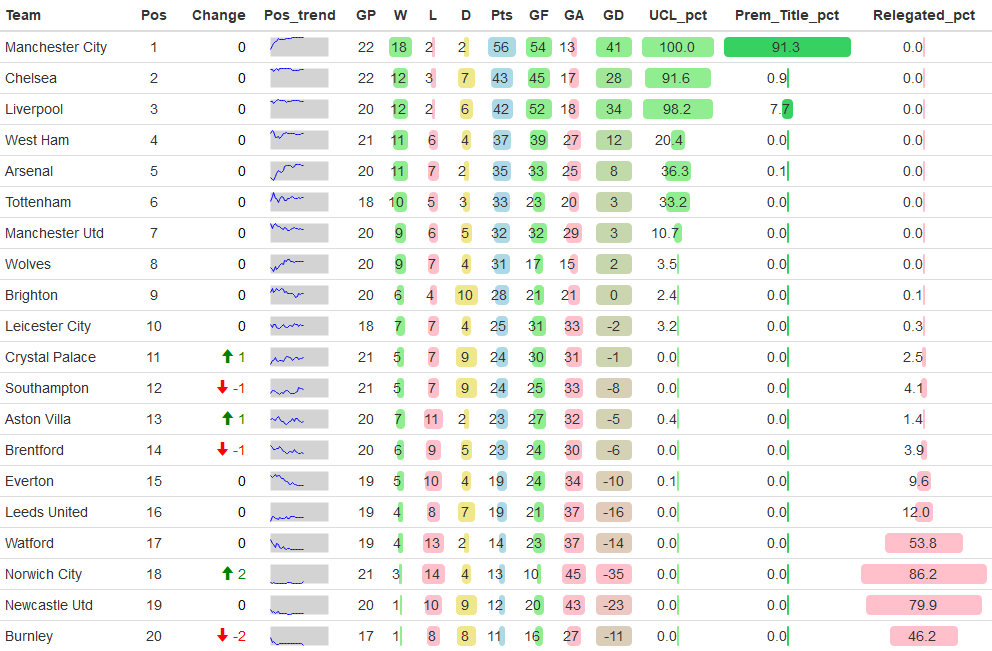 Team Pos Change Pos_trend GP W L D Pts GF GA GD UCL_pct Prem_Title_pct Relegated_pct
Manchester City 1 0 22 18 2 2 56 54 13 41 100.0 91.3 0.0
Chelsea 2 0 22 12 3 7 43 45 17 28 91.6 0.9 0.0
Liverpool 3 0 20 12 2 6 42 52 18 34 98.2 7.7 0.0
West Ham 4 0 21 11 6 4 37 39 27 12 20.4 0.0 0.0
Arsenal 5 0 20 11 7 2 35 33 25 8 36.3 0.1 0.0
Tottenham 6 0 18 10 5 3 33 23 20 3 33.2 0.0 0.0
Manchester Utd 7 0 20 9 6 5 32 32 29 3 10.7 0.0 0.0
Wolves 8 0 20 9 7 4 31 17 15 2 3.5 0.0 0.0
Brighton 9 0 20 6 4 10 28 21 21 0 2.4 0.0 0.1
Leicester City 10 0 18 7 7 4 25 31 33 -2 3.2 0.0 0.3
Crystal Palace 11 1 21 5 7 9 24 30 31 -1 0.0 0.0 2.5
Southampton 12 -1 21 5 7 9 24 25 33 -8 0.0 0.0 4.1
Aston Villa 13 1 20 7 11 2 23 27 32 -5 0.4 0.0 1.4
Brentford 14 -1 20 6 9 5 23 24 30 -6 0.0 0.0 3.9
Everton 15 0 19 5 10 4 19 24 34 -10 0.1 0.0 9.6
Leeds United 16 0 19 4 8 7 19 21 37 -16 0.0 0.0 12.0
Watford 17 0 19 4 13 2 14 23 37 -14 0.0 0.0 53.8
Norwich City 18 2 21 3 14 4 13 10 45 -35 0.0 0.0 86.2
Newcastle Utd 19 0 20 1 10 9 12 20 43 -23 0.0 0.0 79.9
Burnley 20 -2 17 1 8 8 11 16 27 -11 0.0 0.0 46.2